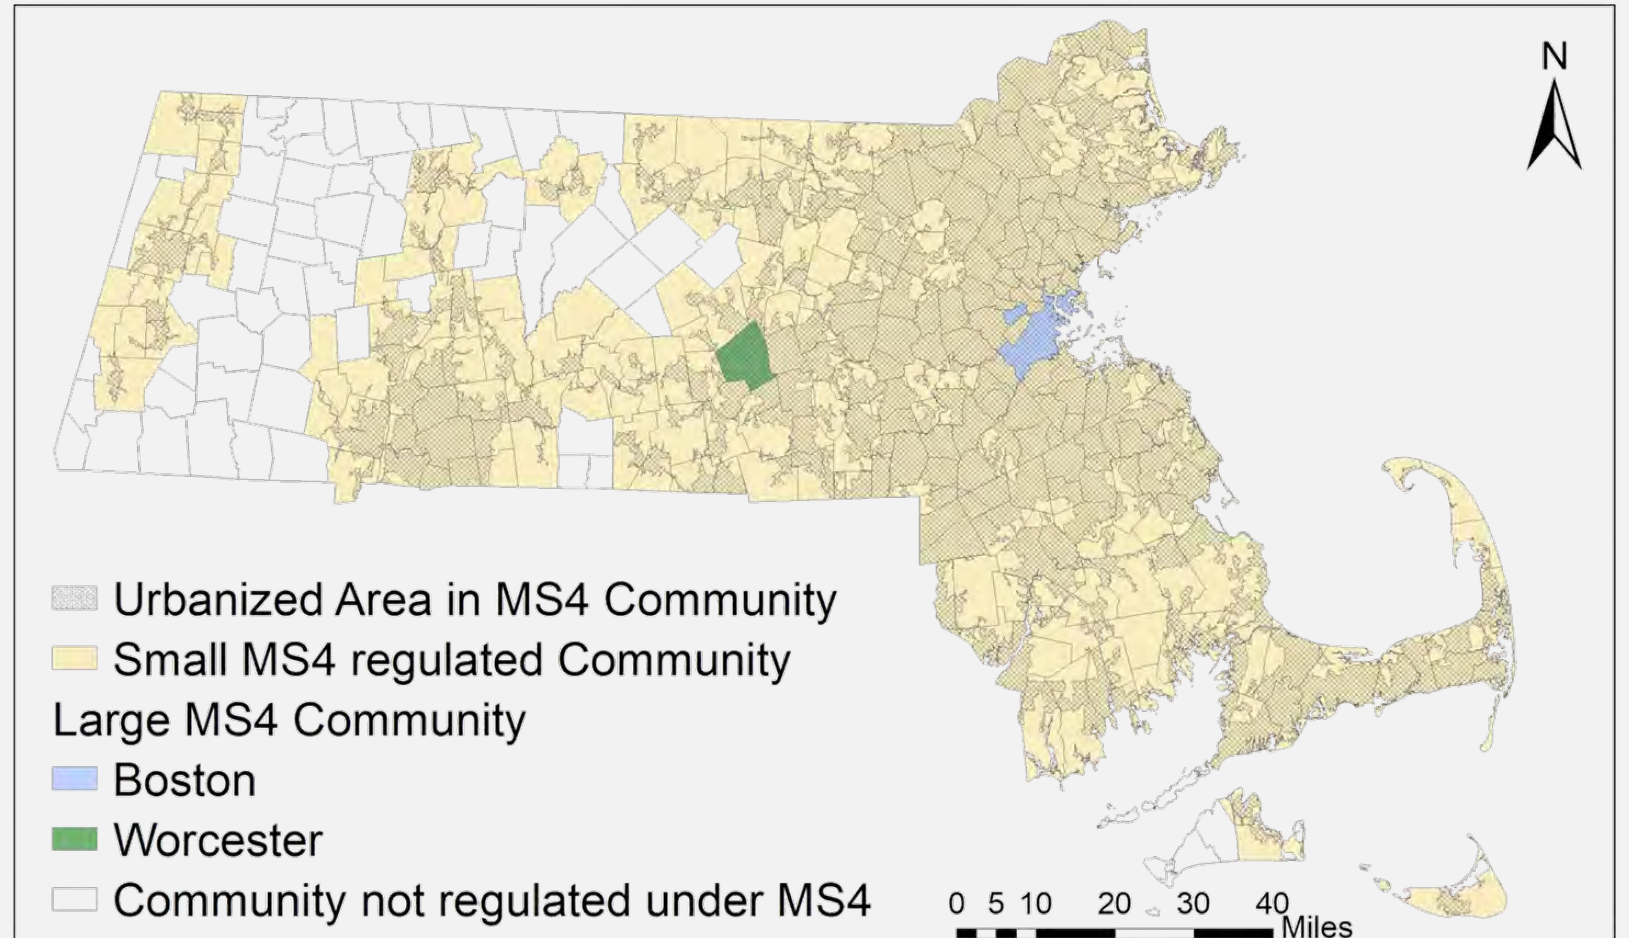 N
Urbanized Area in MS4 Community
Small MS4 regulated Community
Large MS4 Community
Boston
Worcester
Community not regulated under MS4
0 5 10 20 30 40
Miles